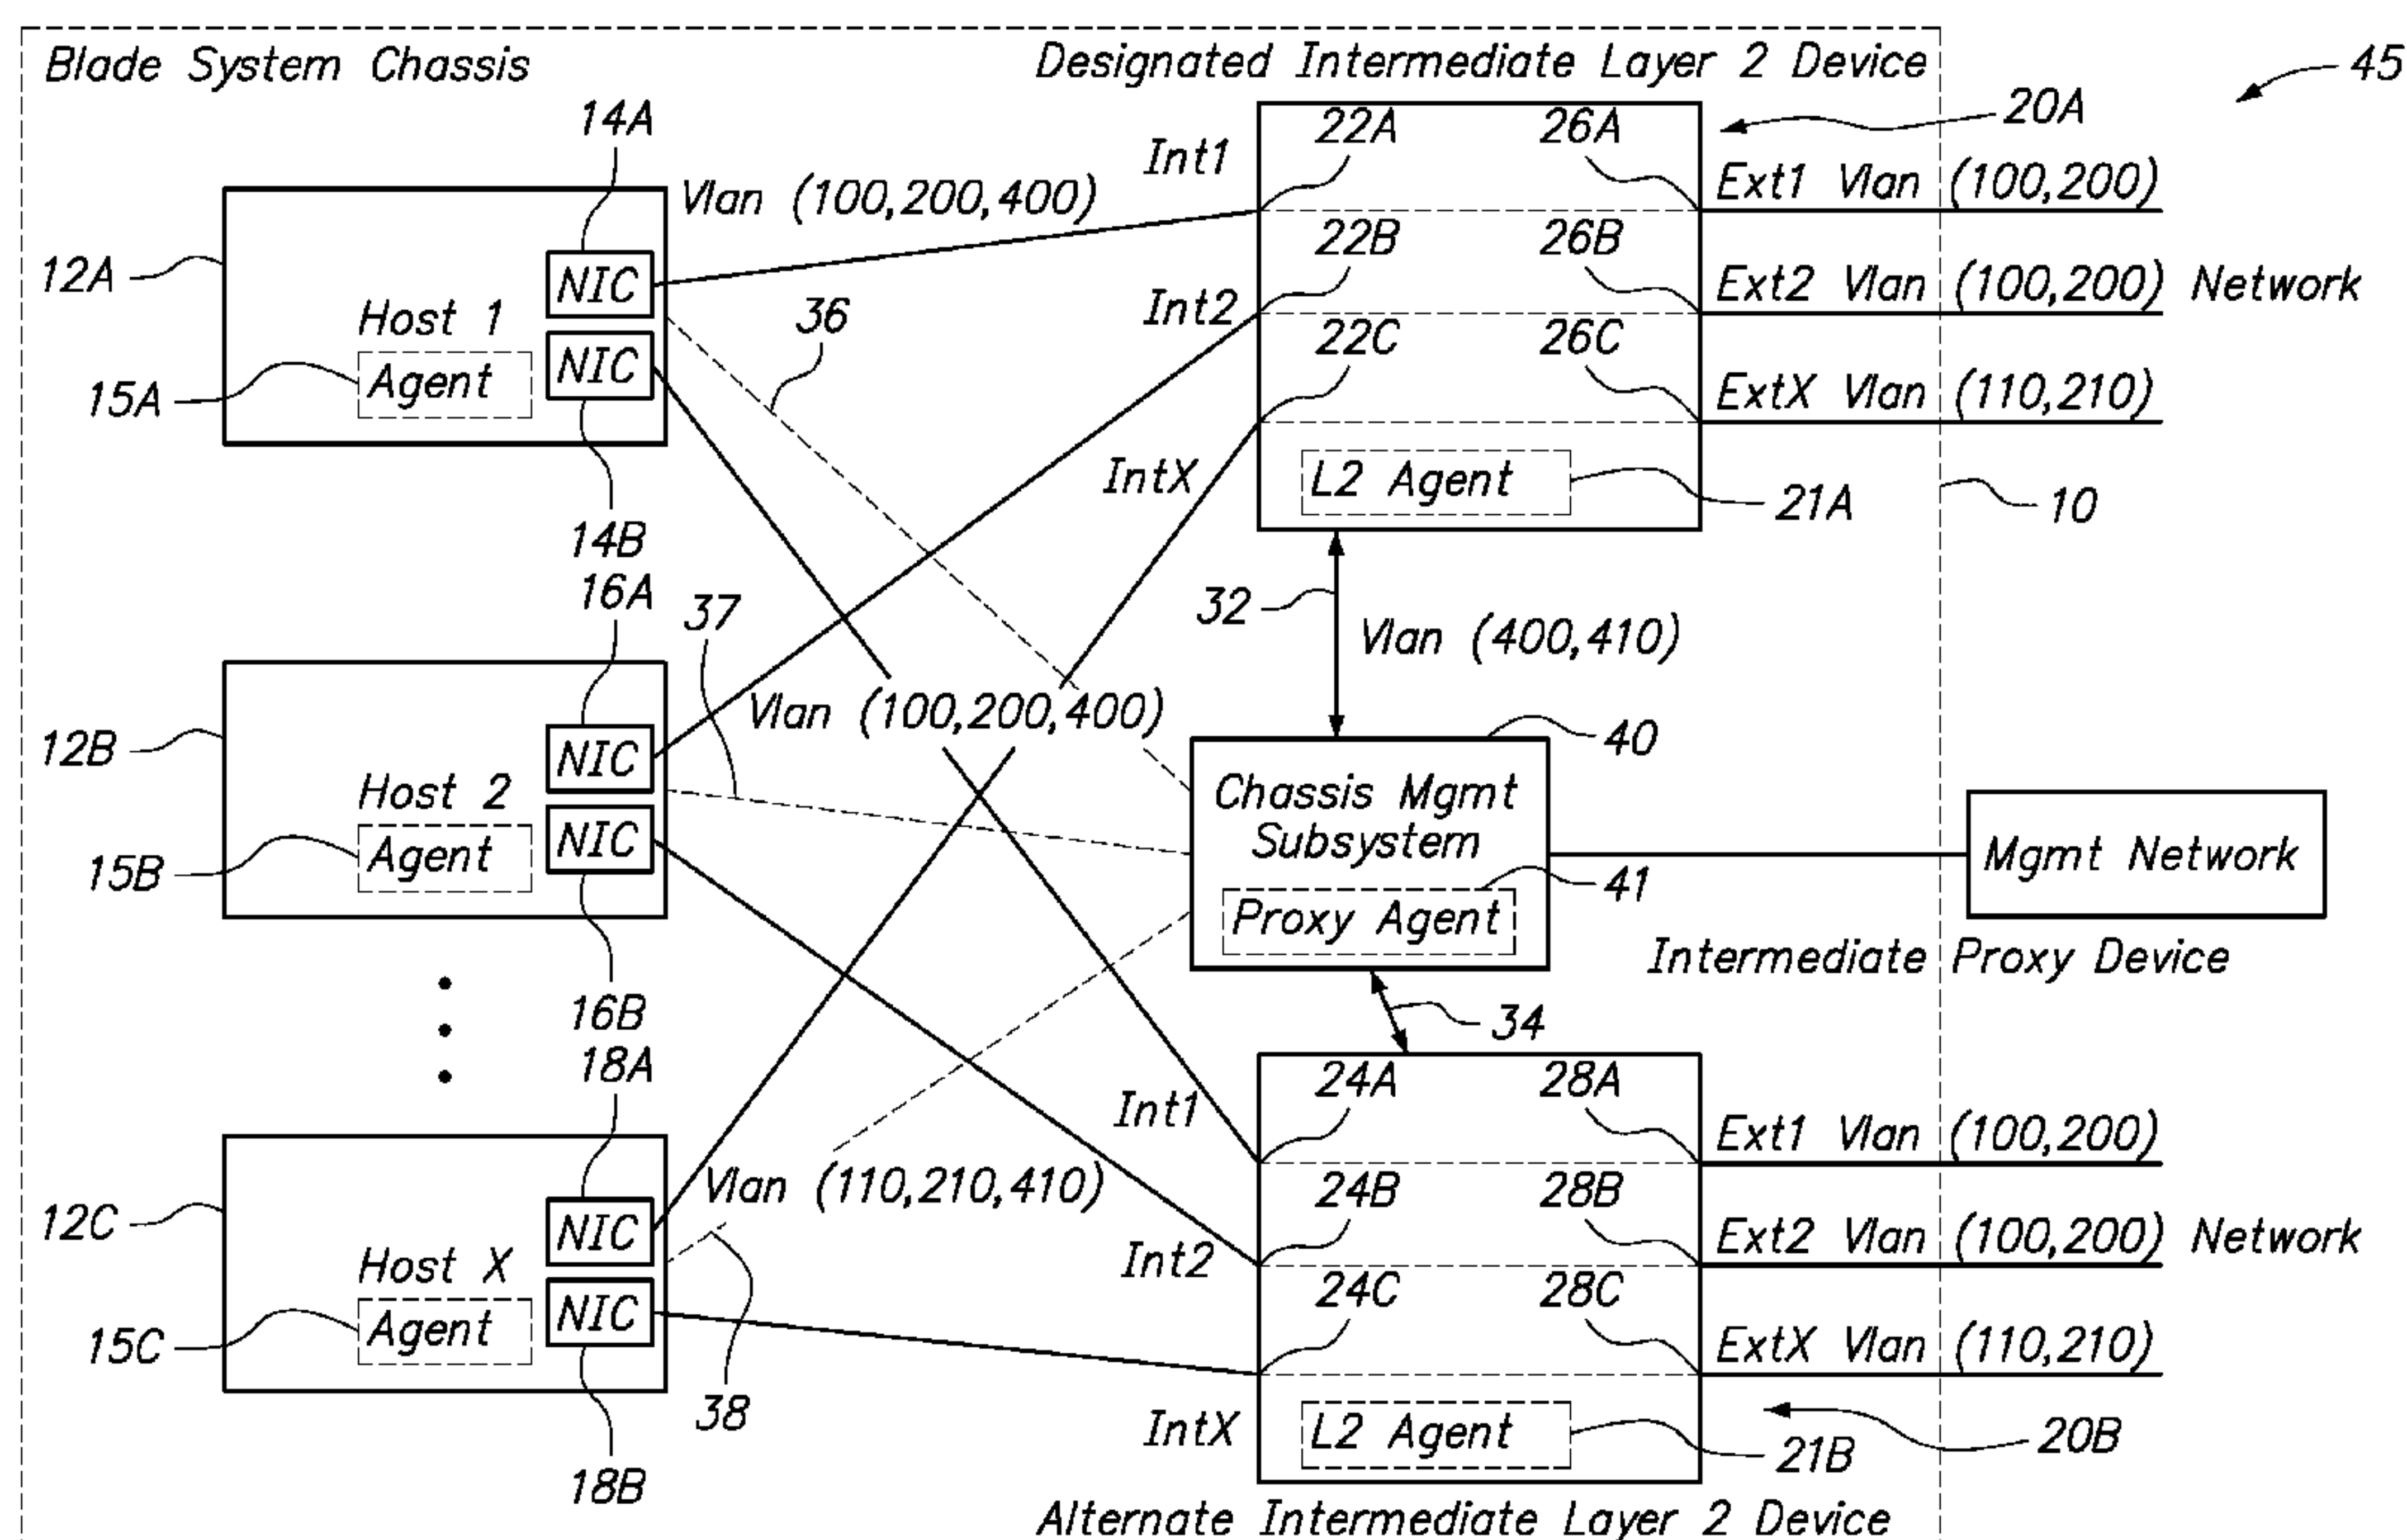 Blade System Chassis
Designated Intermediate Layer 2 Device
45
14A
22A
26A
20A
Int1
Vlan (100,200,400)
Ext1 Vlan (100,200)
12A
NIC
22B
26B
Host 1
36
Int2
Ext2 Vlan (100,200) Network
NIC
22C
26C
15A
Agent
ExtX Vlan (110,210)
IntX
L2 Agent
21A
10
14B
16A
37
32
Vlan (400,410)
12B
NIC
Vlan (100,200,400)
40
Host 2
Chassis Mgmt
Subsystem
NIC
15B
Agent
41
Mgmt Network
Proxy Agent
Intermediate Proxy Device
16B
34
18A
24A
28A
Int1
Ext1 Vlan (100,200)
Vlan (110,210,410)
24B
28B
12C
NIC
Int2
Ext2 Vlan (100,200) Network
Host X
24C
28C
NIC
15C
Agent
ExtX Vlan (110,210)
38
IntX
L2 Agent
21B
20B
18B
Alternate Intermediate Layer 2 Device